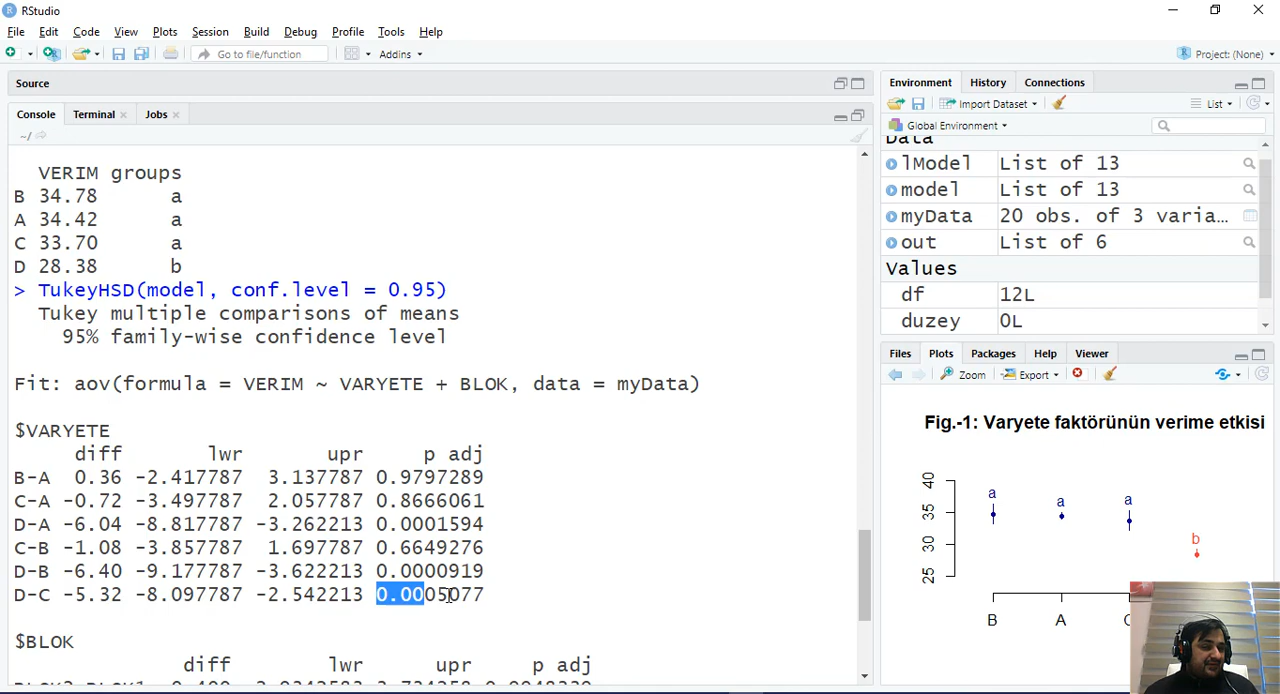 RStudio
File Edit Code View Plots Session Build Debug Profile Tools Help
Go to file/function Addins Project: (None)
Source
Console Terminal Jobs
~/
VERIM groups
B 34.78 a
A 34.42 a
C 33.70 a
D 28.38 b
> TukeyHSD(model, conf.level = 0.95)
Tukey multiple comparisons of means
95% family-wise confidence level
Fit: aov(formula = VERIM ~ VARYETE + BLOK, data = myData)
$VARYETE
diff lwr upr p adj
B-A 0.36 -2.417787 3.137787 0.9797289
C-A -0.72 -3.497787 2.057787 0.8666061
D-A -6.04 -8.817787 -3.262213 0.0001594
C-B -1.08 -3.857787 1.697787 0.6649276
D-B -6.40 -9.177787 -3.622213 0.0000919
D-C -5.32 -8.097787 -2.542213 0.0005077
$BLOK
diff lwr upr p adj
Environment History Connections
Import Dataset List
Global Environment
Data
lModel List of 13
model List of 13
myData 20 obs. of 3 varia…
out List of 6
Values
df 12L
duzey 0L
Files Plots Packages Help Viewer
Zoom Export
Fig.-1: Varyete faktörünün verime etkisi
40
35
30
25
a
a
a
b
B A C